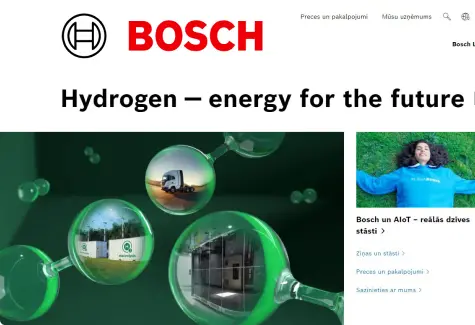 Preces un pakalpojumi Mūsu uzņēmums
BOSCH
Bosch
Hydrogen — energy for the future
Bosch un AIoT – reālās dzīves
stāsti
Ziņas un stāsti
Preces un pakalpojumi
Sazinieties ar mums